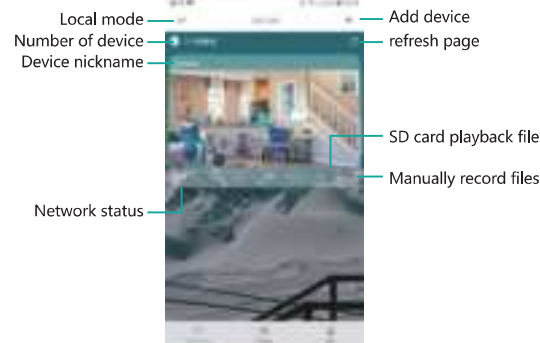 Local mode
Add device
Number of device
refresh page
Device nickname
SD card playback file
Manually record files
Network status